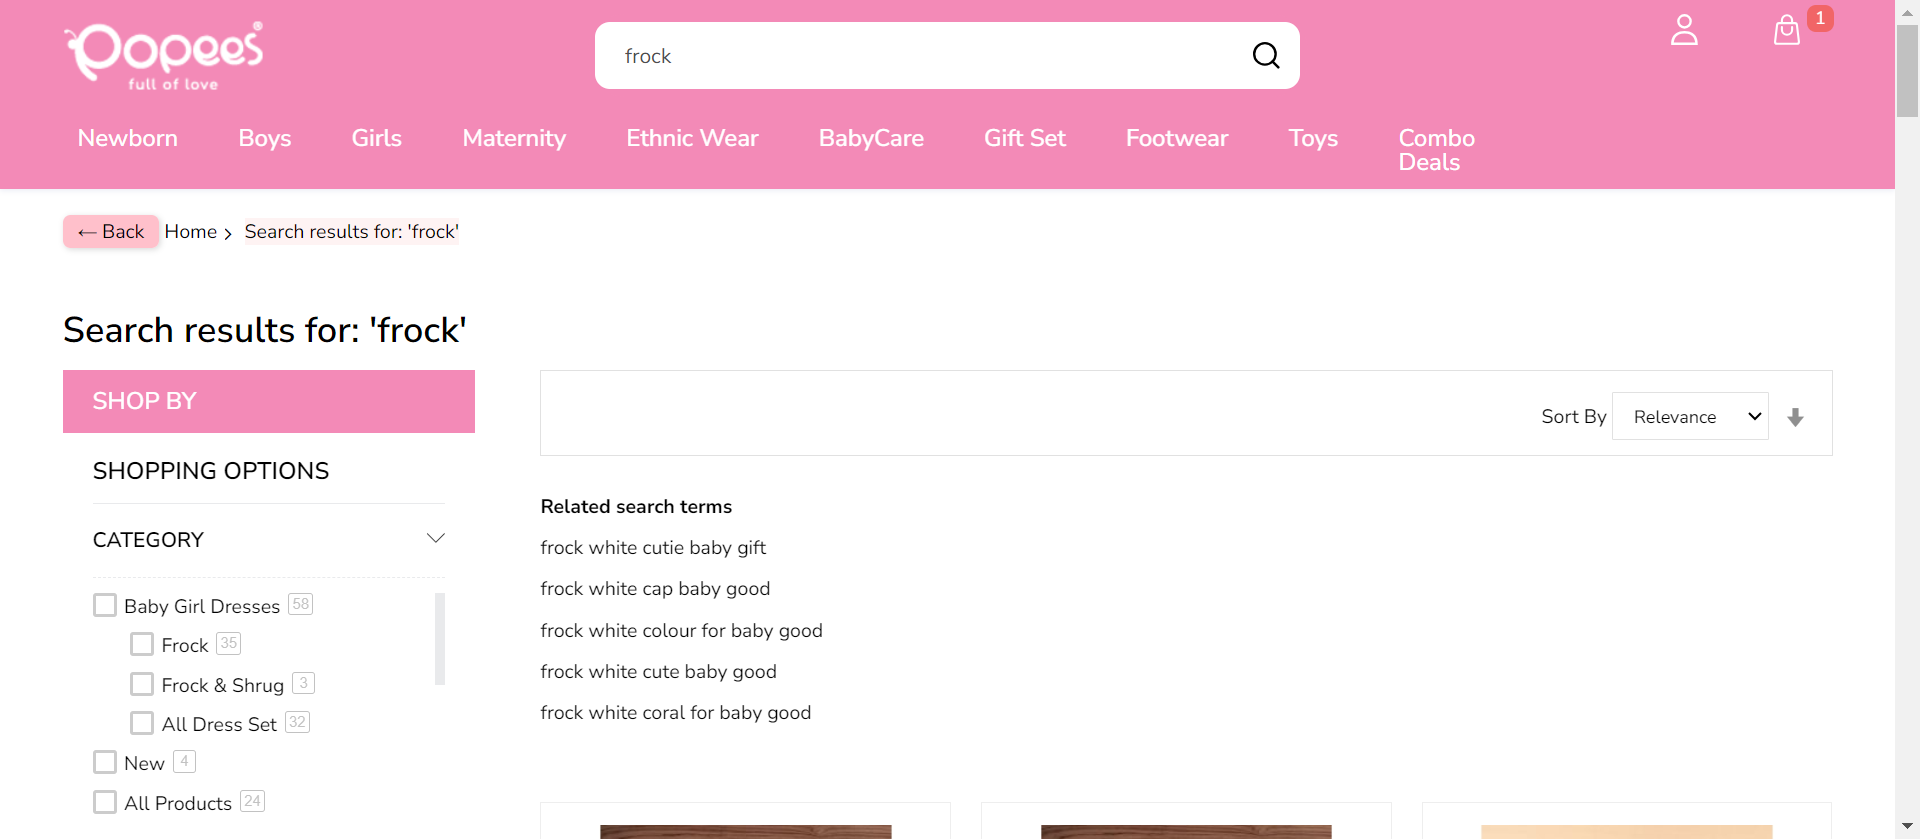 Popees®
full of love
frock
1
Newborn Boys Girls Maternity Ethnic Wear BabyCare Gift Set Footwear Toys Combo Deals
← Back Home > Search results for: 'frock'
Search results for: 'frock'
SHOP BY
SHOPPING OPTIONS
CATEGORY
Baby Girl Dresses 58
Frock 35
Frock & Shrug 3
All Dress Set 32
New 4
All Products 24
Sort By Relevance
Related search terms
frock white cutie baby gift
frock white cap baby good
frock white colour for baby good
frock white cute baby good
frock white coral for baby good